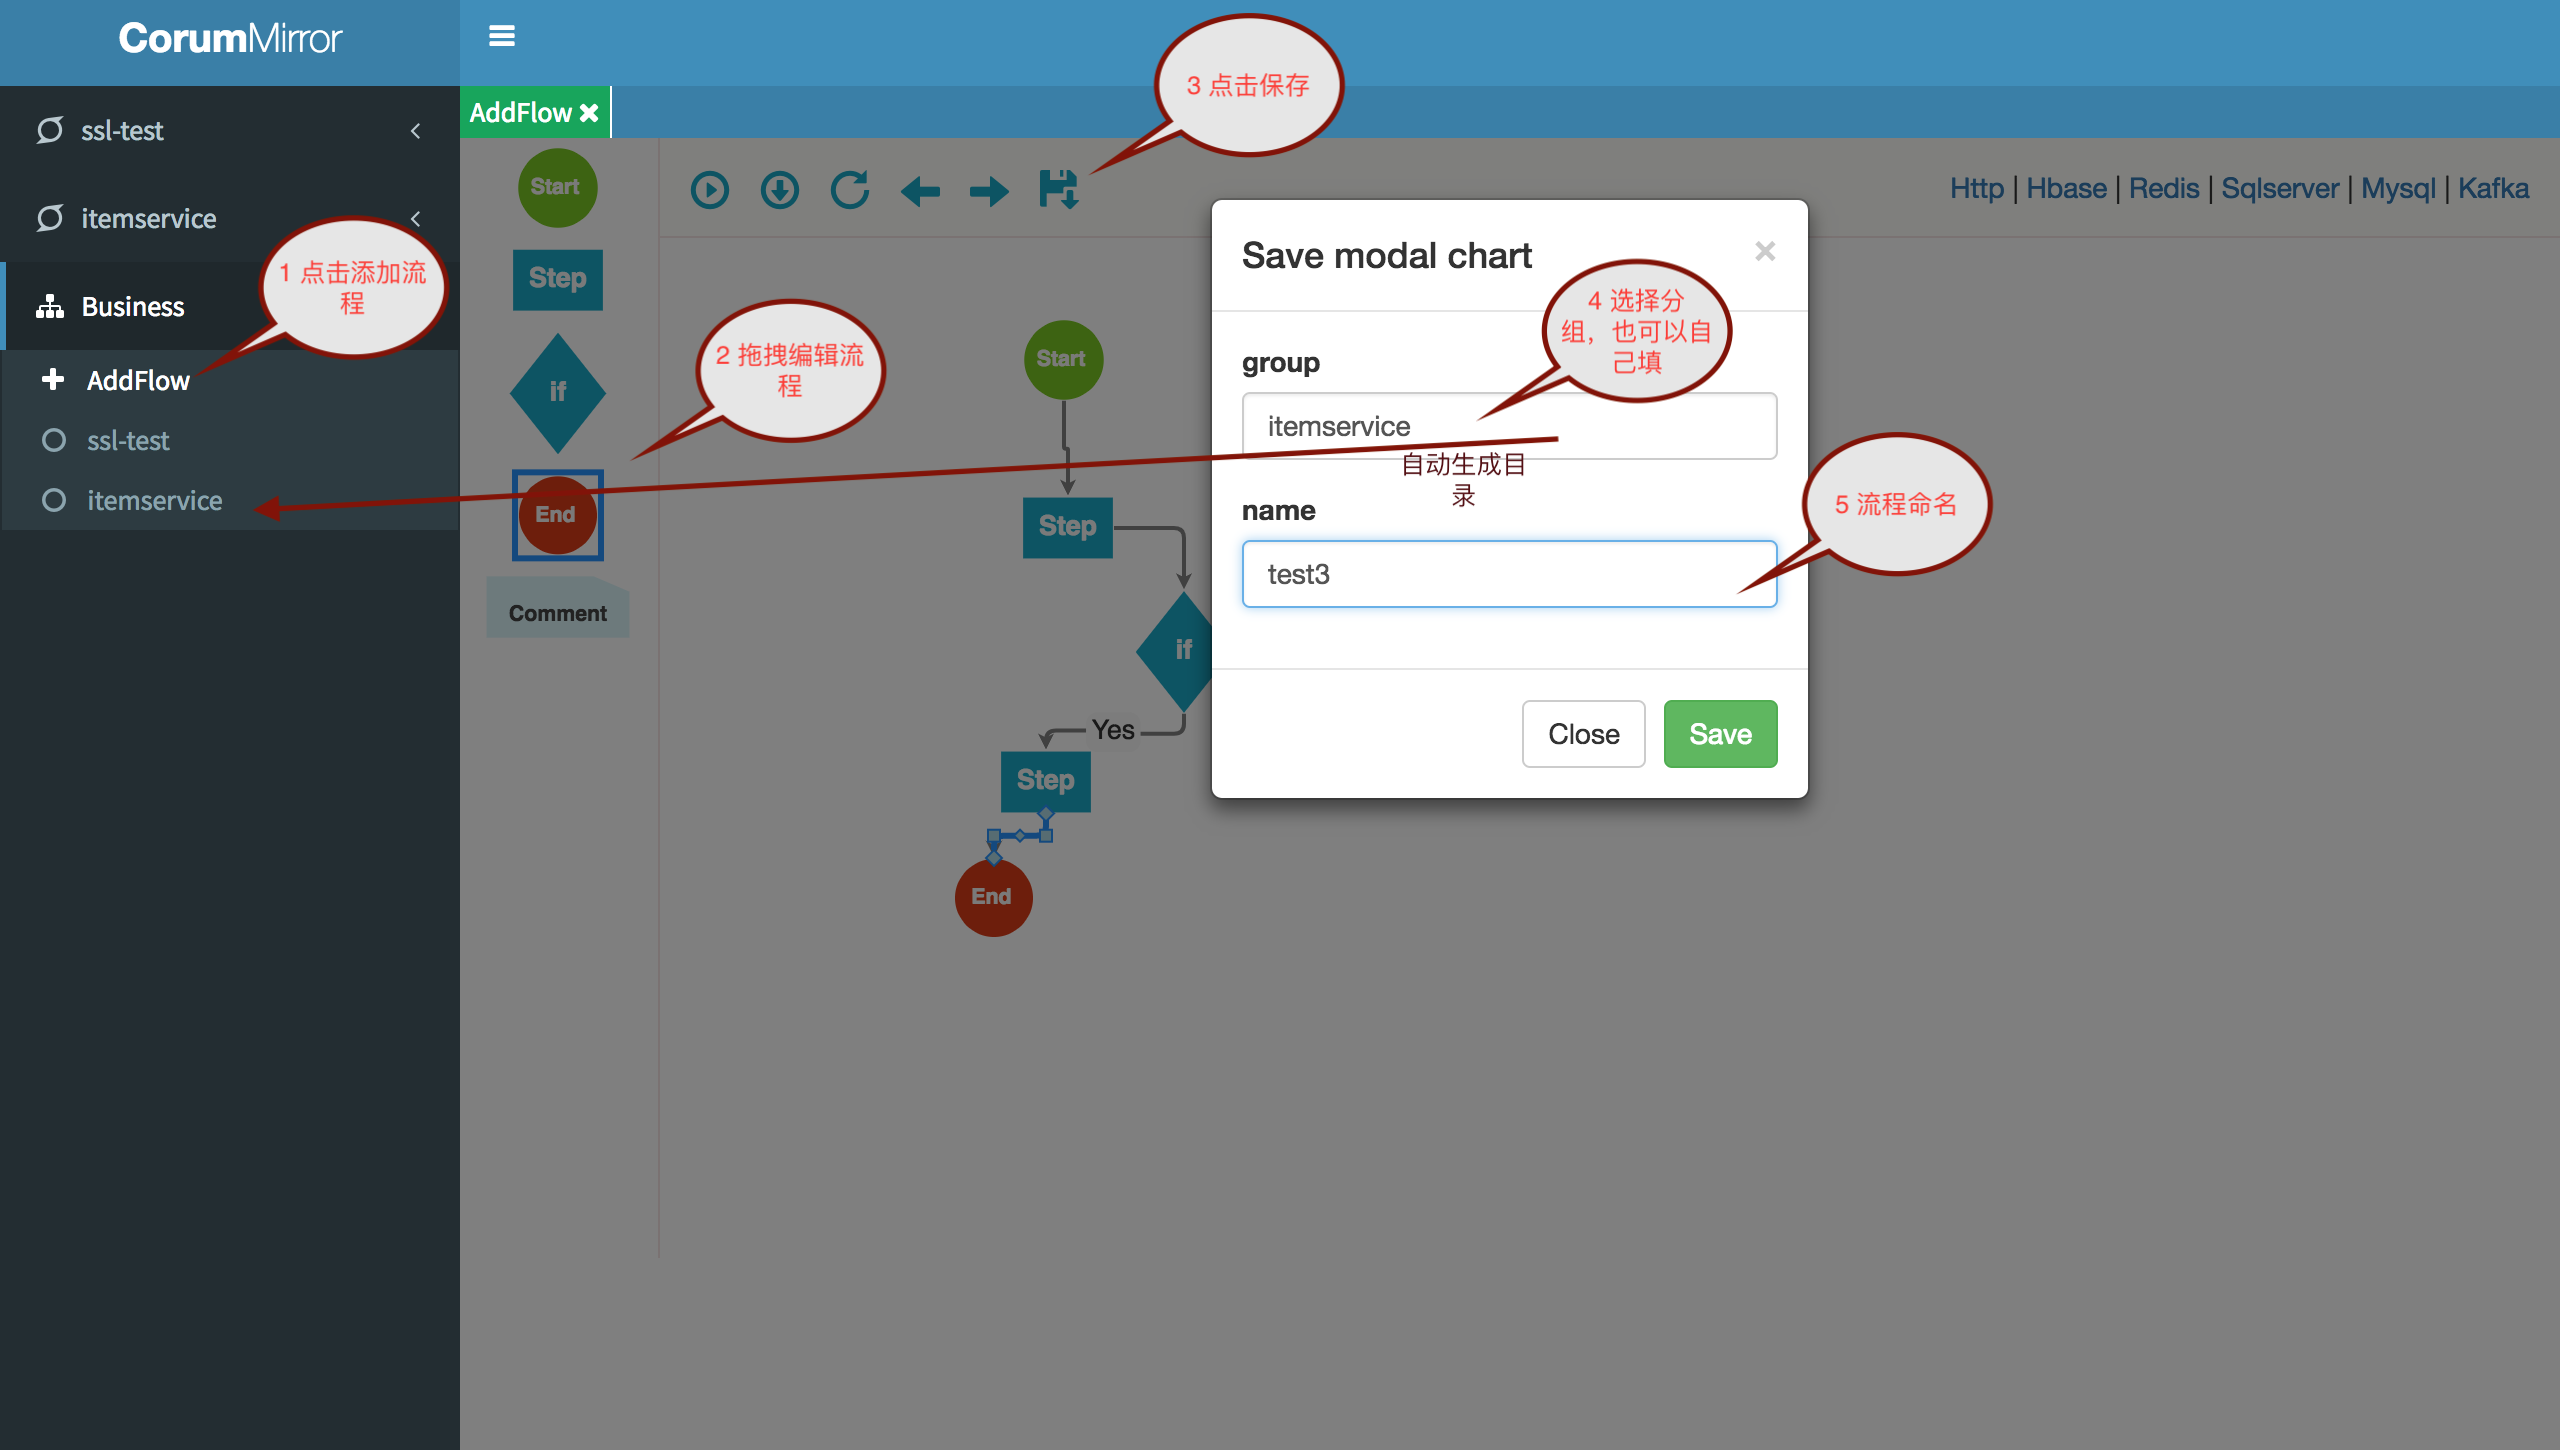 CorumMirror
ssl-test
itemservice
Business
AddFlow
ssl-test
itemservice
AddFlow
Start
Step
if
End
Comment
Http | Hbase | Redis | Sqlserver | Mysql | Kafka
Start
Step
if
Yes
Step
End
Save modal chart
group
itemservice
name
test3
Close
Save
1 点击添加流
程
2 拖拽编辑流
程
3 点击保存
4 选择分
组，也可以自
己填
自动生成目
录
5 流程命名